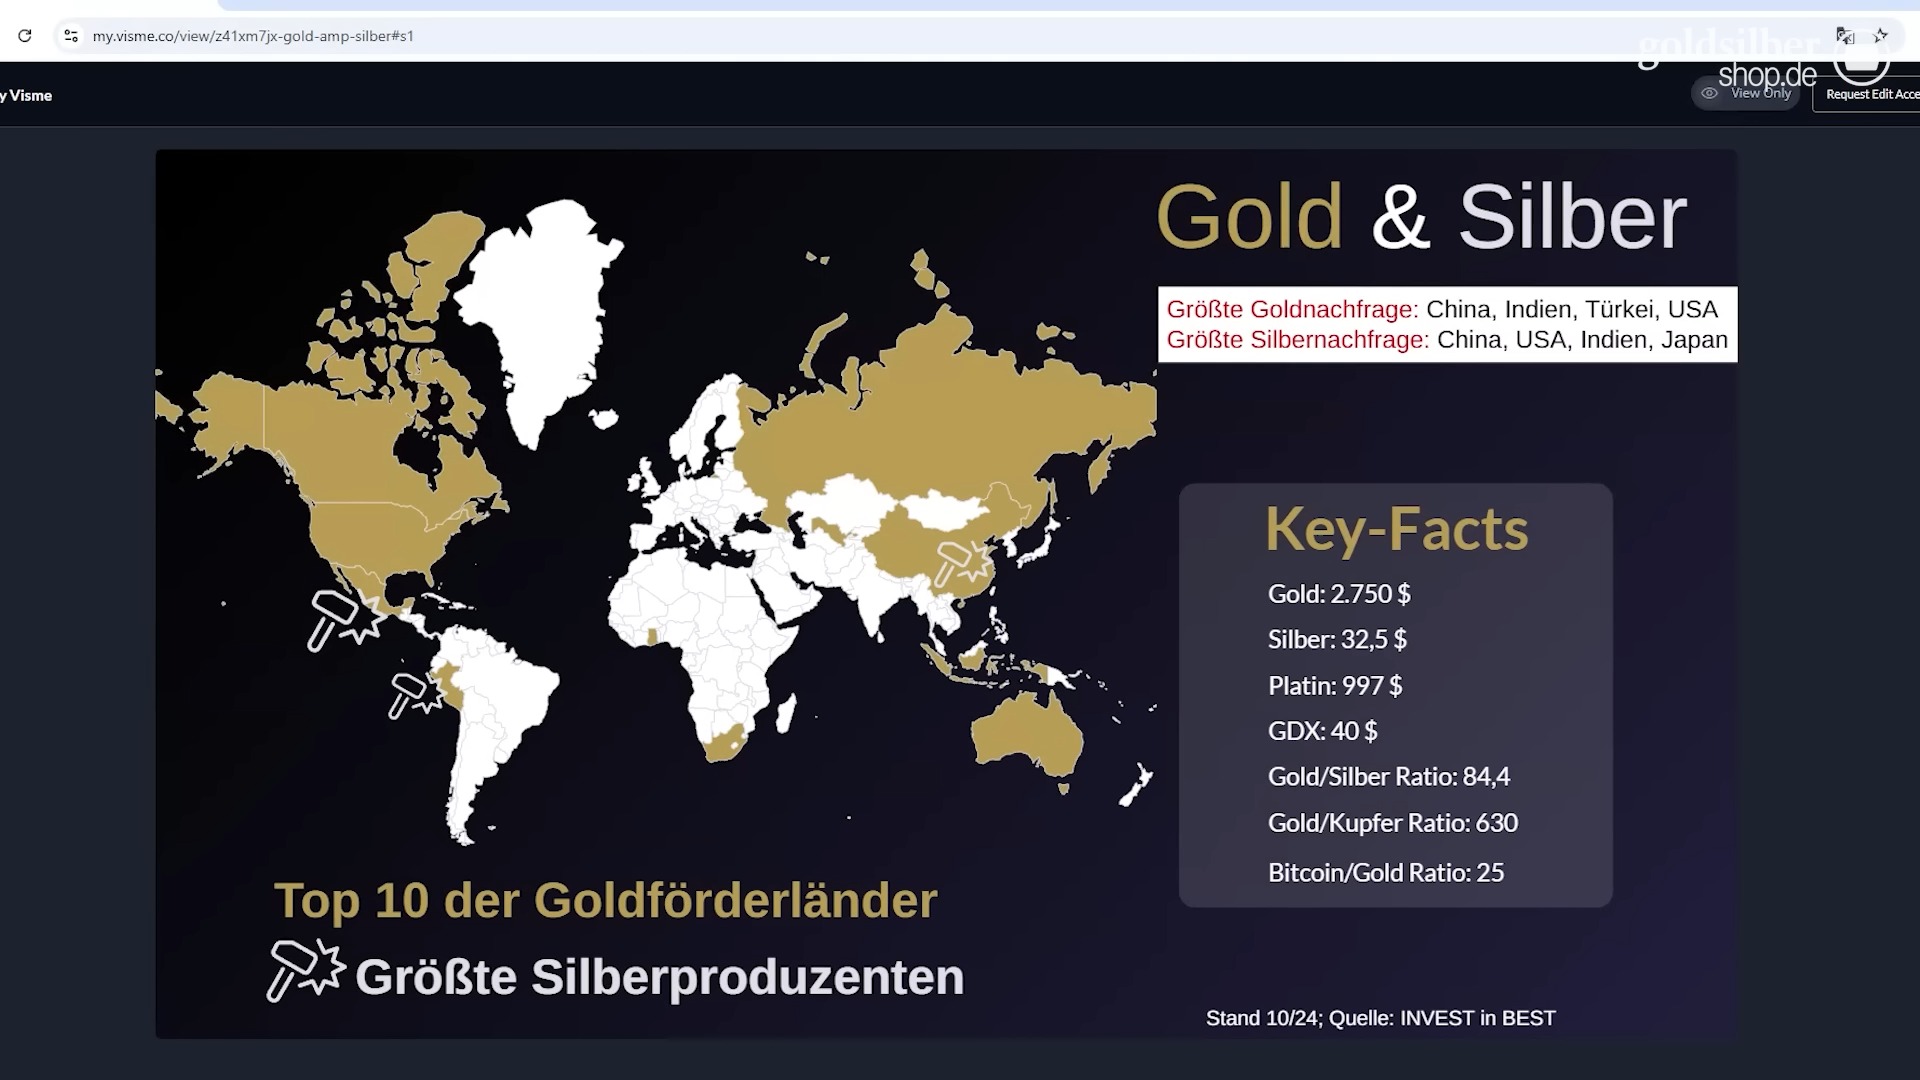 my.visme.co/view/z41xm7jx-gold-amp-silber#s1
goldsilber
shop.de
y Visme
View Only
Request Edit Acce
Gold & Silber
Größte Goldnachfrage: China, Indien, Türkei, USA
Größte Silbernachfrage: China, USA, Indien, Japan
Key-Facts
Gold: 2.750 $
Silber: 32,5 $
Platin: 997 $
GDX: 40 $
Gold/Silber Ratio: 84,4
Gold/Kupfer Ratio: 630
Bitcoin/Gold Ratio: 25
Top 10 der Goldförderländer
Größte Silberproduzenten
Stand 10/24; Quelle: INVEST in BEST